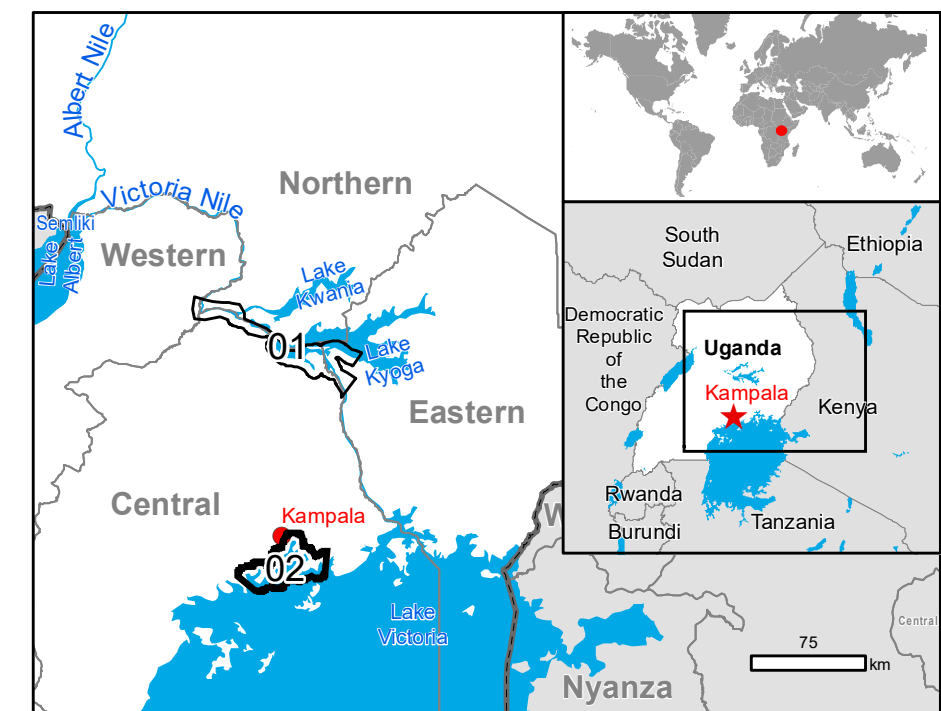 Albert Nile
Victoria Nile
Northern
Semliki
Lake
Albert
Western
Lake
Kwania
01
Lake
Kyoga
Eastern
Central
Kampala
02
Lake
Victoria
W
Nyanza
Central
75
km
South
Sudan
Ethiopia
Democratic
Republic
of
the
Congo
Uganda
Kampala
Kenya
Rwanda
Burundi
Tanzania